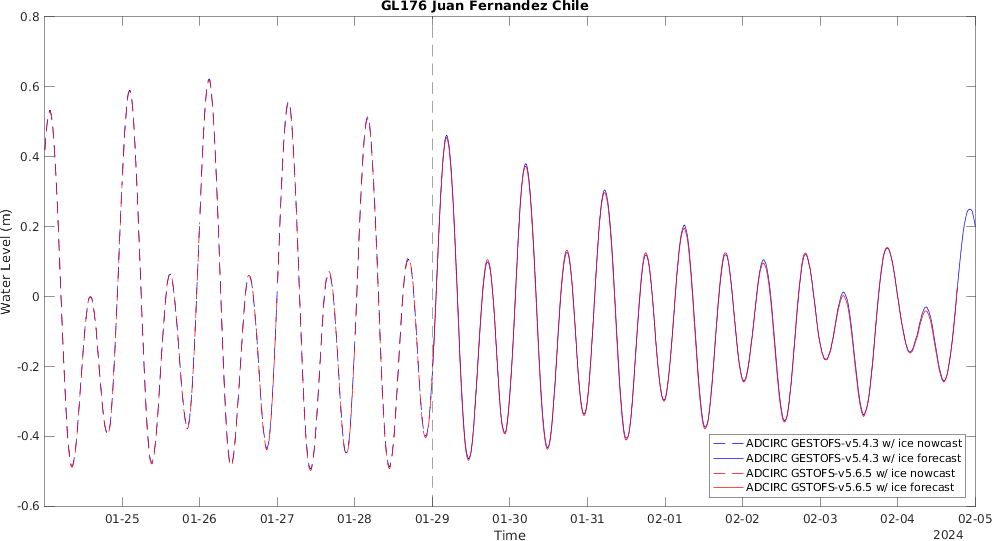 GL176 Juan Fernandez Chile
0.8
0.6
0.4
0.2
0
-0.2
-0.4
-0.6
Water Level (m)
ADCIRC GESTOFS-v5.4.3 w/ ice nowcast
ADCIRC GESTOFS-v5.4.3 w/ ice forecast
ADCIRC GSTOFS-v5.6.5 w/ ice nowcast
ADCIRC GSTOFS-v5.6.5 w/ ice forecast
01-25 01-26 01-27 01-28 01-29 01-30 01-31 02-01 02-02 02-03 02-04 02-05
Time
2024